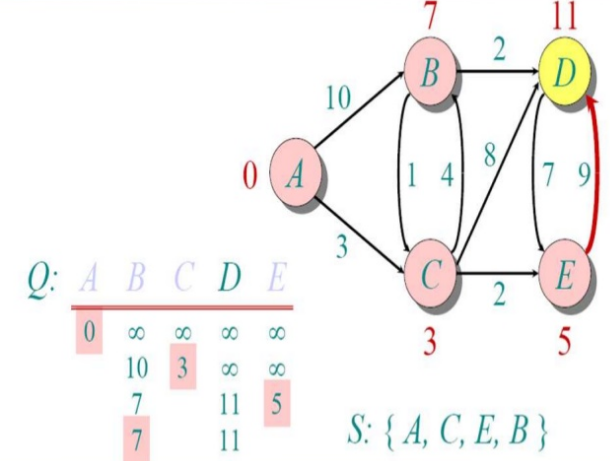 7 11
B 2 D
10
0 A 1 4 8 7 9
3
C 2 E
3 5
Q: A B C D E
0 ∞ ∞ ∞ ∞
10 3 ∞ ∞
7 11 5
7 11
S: { A, C, E, B }